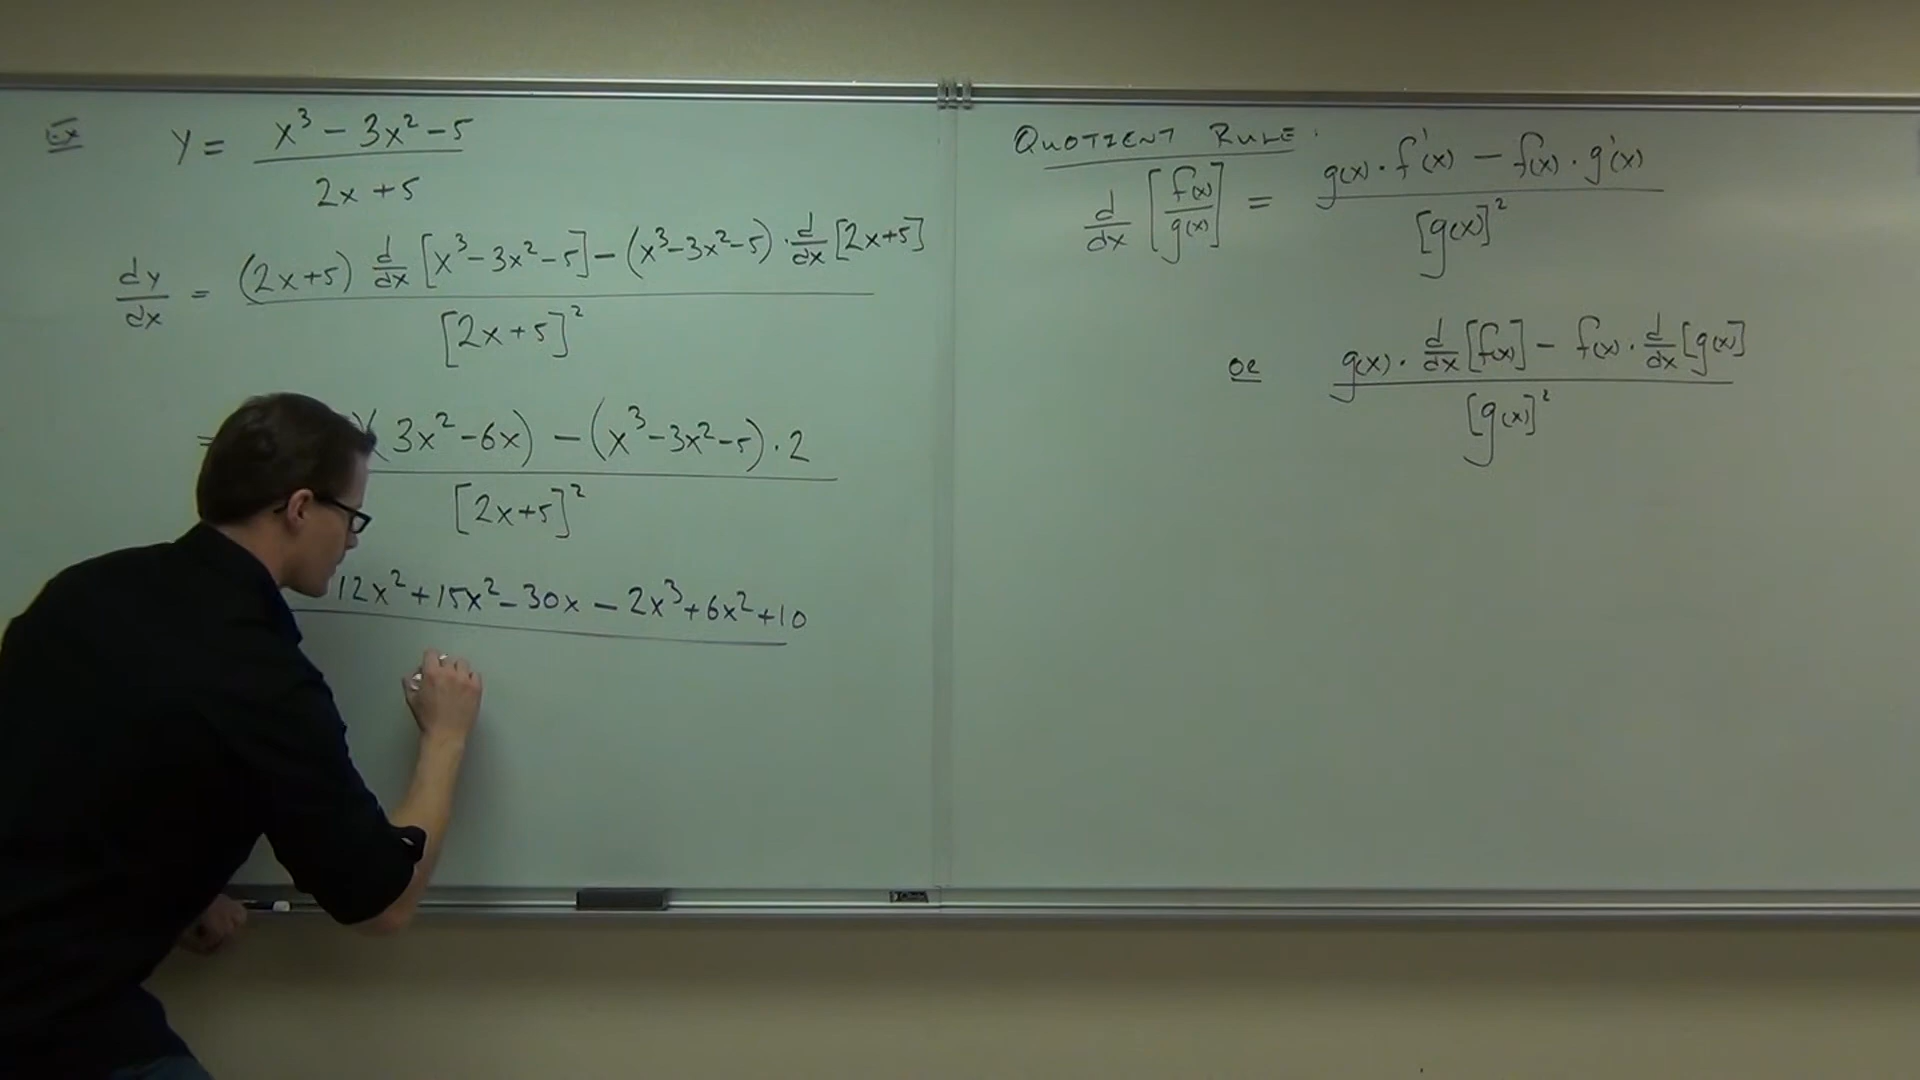 Ex y = x³ - 3x² - 5
2x + 5
dy/dx = (2x+5) d/dx [x³-3x²-5] - (x³-3x²-5) · d/dx [2x+5]
[2x+5]²
= )(3x²-6x) - (x³-3x²-5) · 2
[2x+5]²
12x² + 15x² - 30x - 2x³ + 6x² + 10
QUOTIENT RULE:
d/dx [f(x)/g(x)] = g(x) · f'(x) - f(x) · g'(x)
[g(x)]²
OR g(x) · d/dx [f(x)] - f(x) · d/dx [g(x)]
[g(x)]²